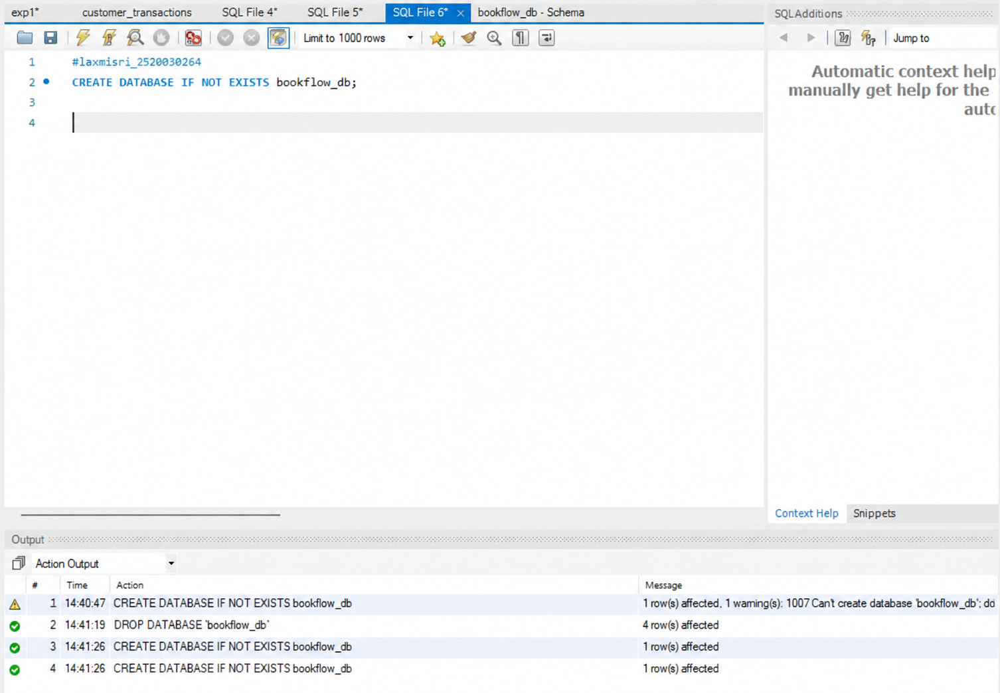 exp1* customer_transactions SQL File 4* SQL File 5* SQL File 6* × bookflow_db - Schema
SQLAdditions
Limit to 1000 rows
Jump to
1 #laxmisri_2520030264
2 CREATE DATABASE IF NOT EXISTS bookflow_db;
3
4
Automatic context help
manually get help for the
auto
Context Help Snippets
Output
Action Output
# Time Action Message
1 14:40:47 CREATE DATABASE IF NOT EXISTS bookflow_db 1 row(s) affected, 1 warning(s): 1007 Can't create database 'bookflow_db'; dd
2 14:41:19 DROP DATABASE `bookflow_db` 4 row(s) affected
3 14:41:26 CREATE DATABASE IF NOT EXISTS bookflow_db 1 row(s) affected
4 14:41:26 CREATE DATABASE IF NOT EXISTS bookflow_db 1 row(s) affected